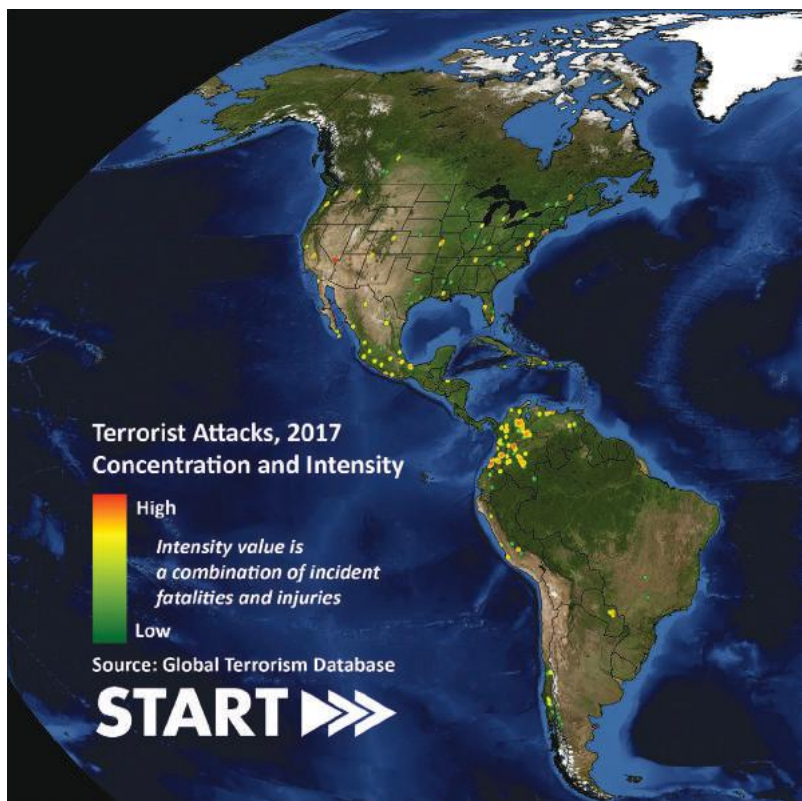 Terrorist Attacks, 2017
Concentration and Intensity
High
Intensity value is
a combination of incident
fatalities and injuries
Low
Source: Global Terrorism Database
START